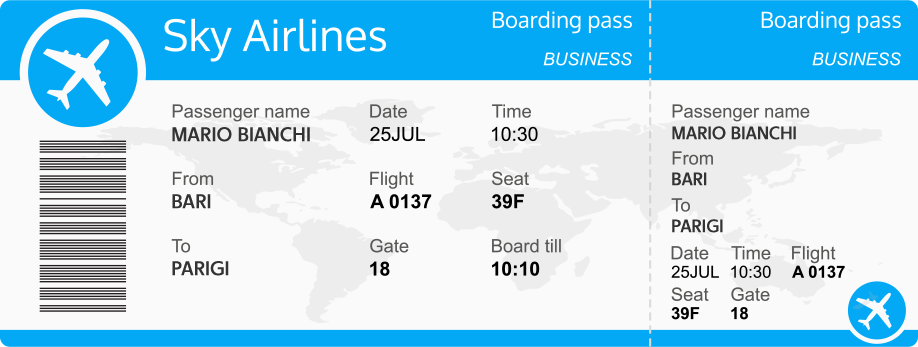 Sky Airlines
Boarding pass
BUSINESS
Passenger name Date Time
MARIO BIANCHI 25JUL 10:30
From Flight Seat
BARI A 0137 39F
To Gate Board till
PARIGI 18 10:10
Boarding pass
BUSINESS
Passenger name
MARIO BIANCHI
From
BARI
To
PARIGI
Date Time Flight
25JUL 10:30 A 0137
Seat Gate
39F 18